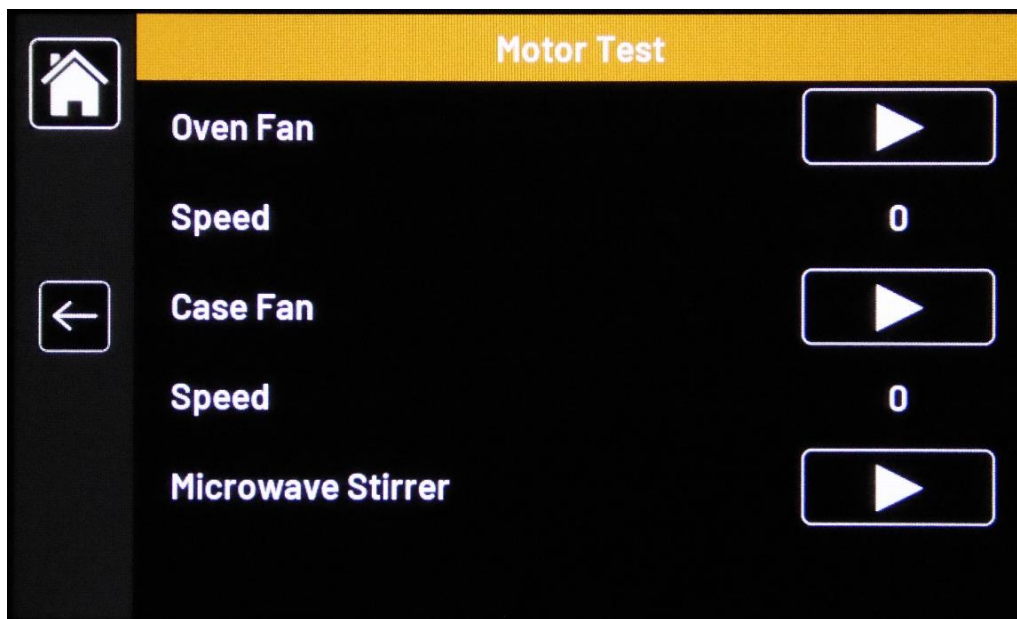 Motor Test
Oven Fan
Speed 0
Case Fan
Speed 0
Microwave Stirrer